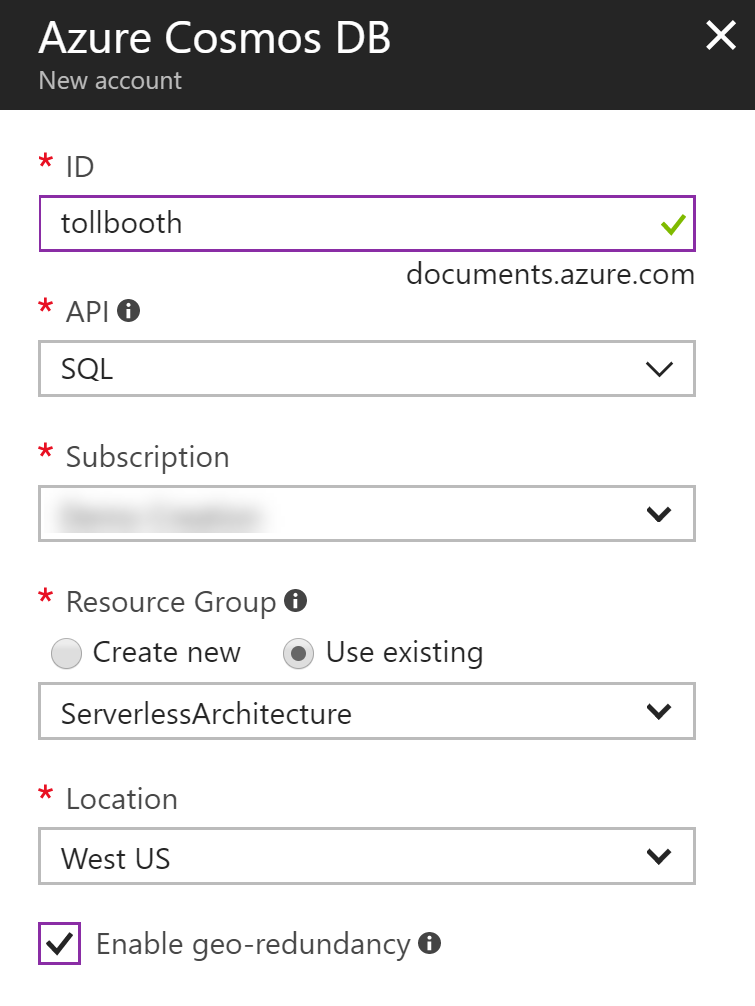 Azure Cosmos DB
New account
* ID
tollbooth
documents.azure.com
* API
SQL
* Subscription
* Resource Group
Create new Use existing
ServerlessArchitecture
* Location
West US
Enable geo-redundancy